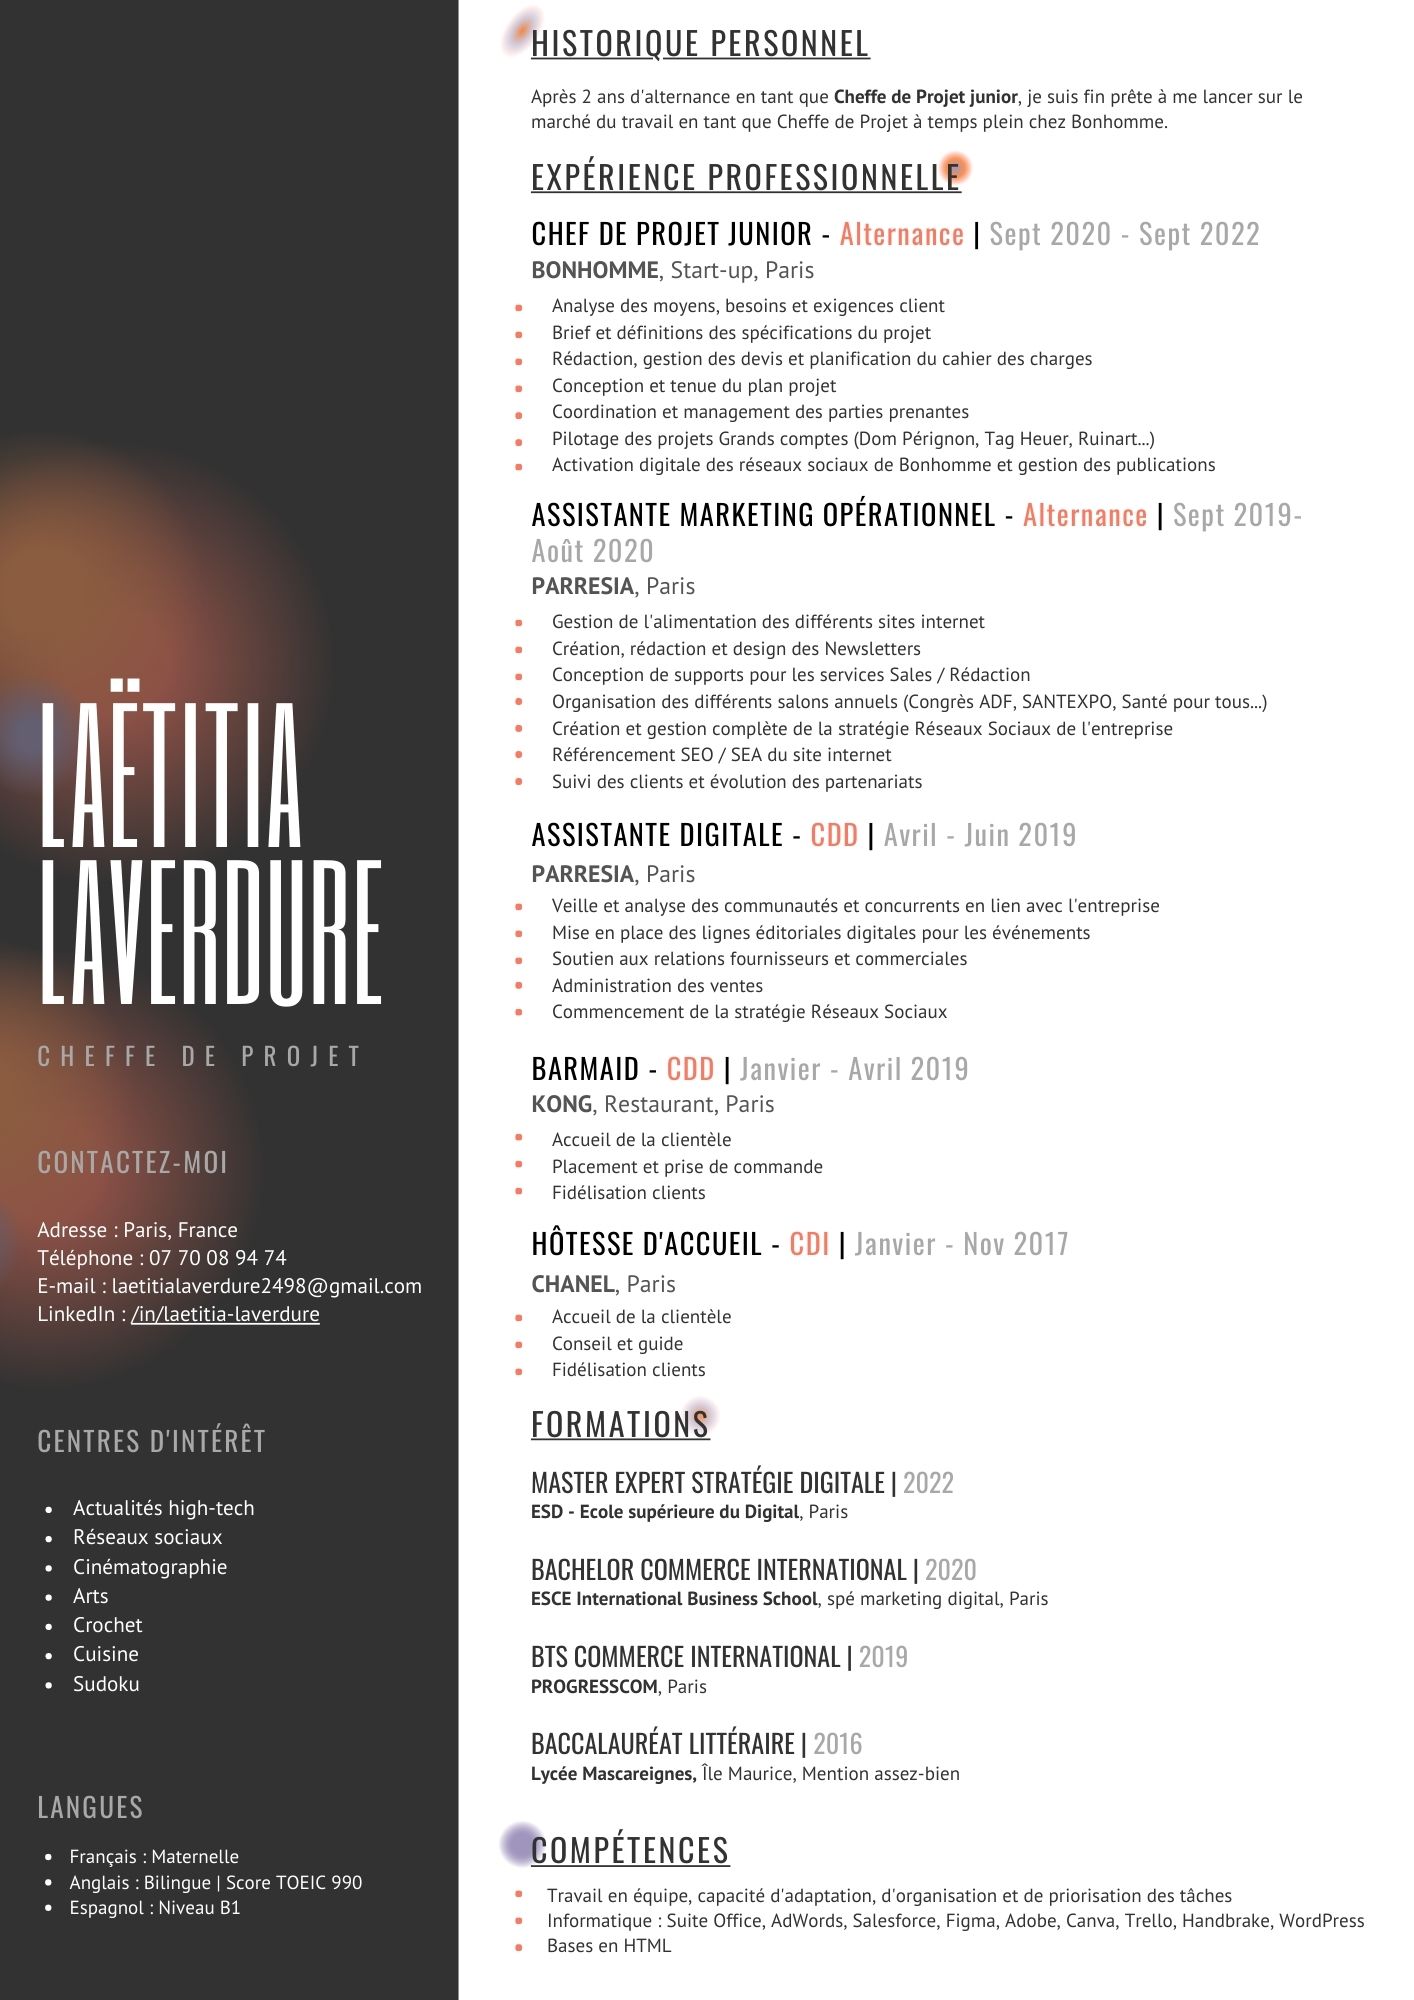 LAËTITIA
LAVERDURE
CHEFFE DE PROJET
CONTACTEZ-MOI
Adresse : Paris, France
Téléphone : 07 70 08 94 74
E-mail : laetitialaverdure2498@gmail.com
LinkedIn : /in/laetitia-laverdure
CENTRES D'INTÉRÊT
• Actualités high-tech
• Réseaux sociaux
• Cinématographie
• Arts
• Crochet
• Cuisine
• Sudoku
LANGUES
• Français : Maternelle
• Anglais : Bilingue | Score TOEIC 990
• Espagnol : Niveau B1
HISTORIQUE PERSONNEL
Après 2 ans d'alternance en tant que Cheffe de Projet junior, je suis fin prête à me lancer sur le
marché du travail en tant que Cheffe de Projet à temps plein chez Bonhomme.
EXPÉRIENCE PROFESSIONNELLE
CHEF DE PROJET JUNIOR - Alternance | Sept 2020 - Sept 2022
BONHOMME, Start-up, Paris
• Analyse des moyens, besoins et exigences client
• Brief et définitions des spécifications du projet
• Rédaction, gestion des devis et planification du cahier des charges
• Conception et tenue du plan projet
• Coordination et management des parties prenantes
• Pilotage des projets Grands comptes (Dom Pérignon, Tag Heuer, Ruinart...)
• Activation digitale des réseaux sociaux de Bonhomme et gestion des publications
ASSISTANTE MARKETING OPÉRATIONNEL - Alternance | Sept 2019-
Août 2020
PARRESIA, Paris
• Gestion de l'alimentation des différents sites internet
• Création, rédaction et design des Newsletters
• Conception de supports pour les services Sales / Rédaction
• Organisation des différents salons annuels (Congrès ADF, SANTEXPO, Santé pour tous...)
• Création et gestion complète de la stratégie Réseaux Sociaux de l'entreprise
• Référencement SEO / SEA du site internet
• Suivi des clients et évolution des partenariats
ASSISTANTE DIGITALE - CDD | Avril - Juin 2019
PARRESIA, Paris
• Veille et analyse des communautés et concurrents en lien avec l'entreprise
• Mise en place des lignes éditoriales digitales pour les événements
• Soutien aux relations fournisseurs et commerciales
• Administration des ventes
• Commencement de la stratégie Réseaux Sociaux
BARMAID - CDD | Janvier - Avril 2019
KONG, Restaurant, Paris
• Accueil de la clientèle
• Placement et prise de commande
• Fidélisation clients
HÔTESSE D'ACCUEIL - CDI | Janvier - Nov 2017
CHANEL, Paris
• Accueil de la clientèle
• Conseil et guide
• Fidélisation clients
FORMATIONS
MASTER EXPERT STRATÉGIE DIGITALE | 2022
ESD - Ecole supérieure du Digital, Paris
BACHELOR COMMERCE INTERNATIONAL | 2020
ESCE International Business School, spé marketing digital, Paris
BTS COMMERCE INTERNATIONAL | 2019
PROGRESSCOM, Paris
BACCALAURÉAT LITTÉRAIRE | 2016
Lycée Mascareignes, Île Maurice, Mention assez-bien
COMPÉTENCES
• Travail en équipe, capacité d'adaptation, d'organisation et de priorisation des tâches
• Informatique : Suite Office, AdWords, Salesforce, Figma, Adobe, Canva, Trello, Handbrake, WordPress
• Bases en HTML